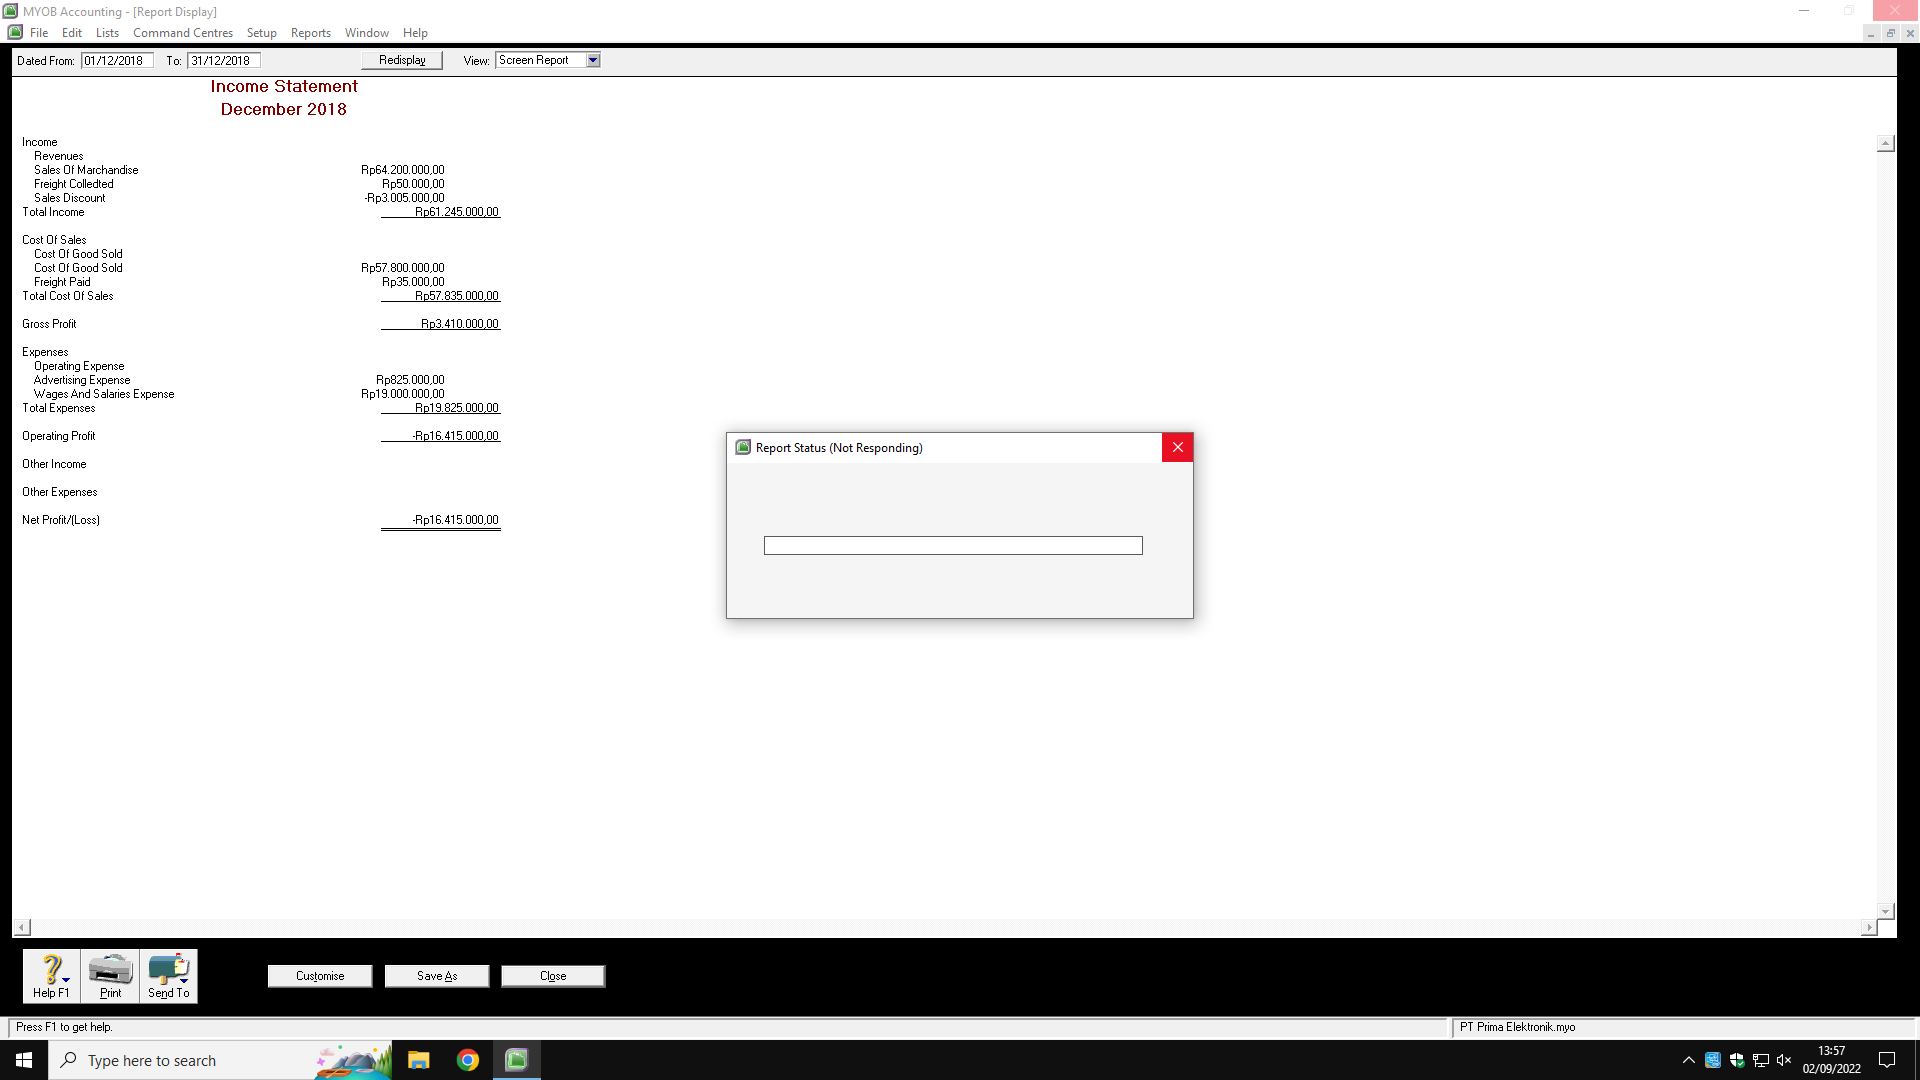 MYOB Accounting - [Report Display]
File Edit Lists Command Centres Setup Reports Window Help
Dated From: 01/12/2018 To: 31/12/2018 Redisplay View: Screen Report
Income Statement
December 2018
Income
Revenues
Sales Of Marchandise Rp64.200.000,00
Freight Colledted Rp50.000,00
Sales Discount -Rp3.005.000,00
Total Income Rp61.245.000,00
Cost Of Sales
Cost Of Good Sold
Cost Of Good Sold Rp57.800.000,00
Freight Paid Rp35.000,00
Total Cost Of Sales Rp57.835.000,00
Gross Profit Rp3.410.000,00
Expenses
Operating Expense
Advertising Expense Rp825.000,00
Wages And Salaries Expense Rp19.000.000,00
Total Expenses Rp19.825.000,00
Operating Profit -Rp16.415.000,00
Other Income
Other Expenses
Net Profit/(Loss) -Rp16.415.000,00
Report Status (Not Responding)
Help F1 Print Send To Customise Save As Close
Press F1 to get help. PT Prima Elektronik.myo
Type here to search
13:57
02/09/2022